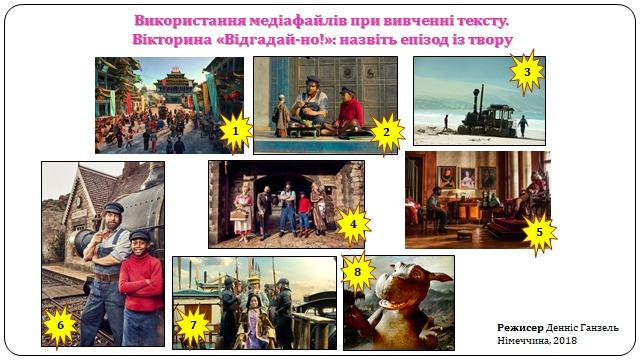 Використання медіафайлів при вивченні тексту.
Вікторина «Відгадай-но!»: назвіть епізод із твору
1
2
3
4
5
6
7
8
Режисер Денніс Ганзель
Німеччина, 2018